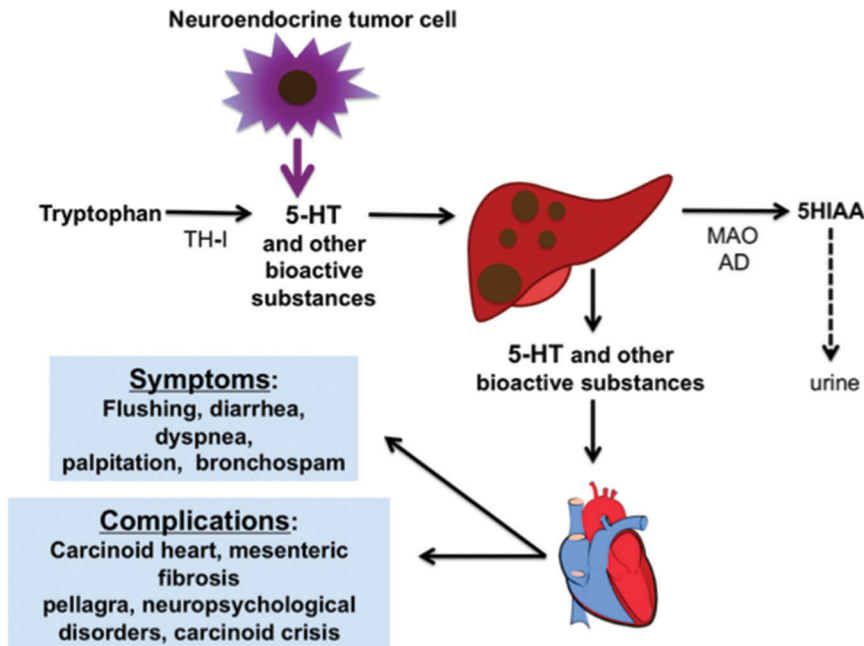 Neuroendocrine tumor cell
Tryptophan
TH-I
5-HT
and other
bioactive
substances
MAO
AD
5HIAA
urine
5-HT and other
bioactive substances
Symptoms:
Flushing, diarrhea,
dyspnea,
palpitation, bronchospam
Complications:
Carcinoid heart, mesenteric
fibrosis
pellagra, neuropsychological
disorders, carcinoid crisis